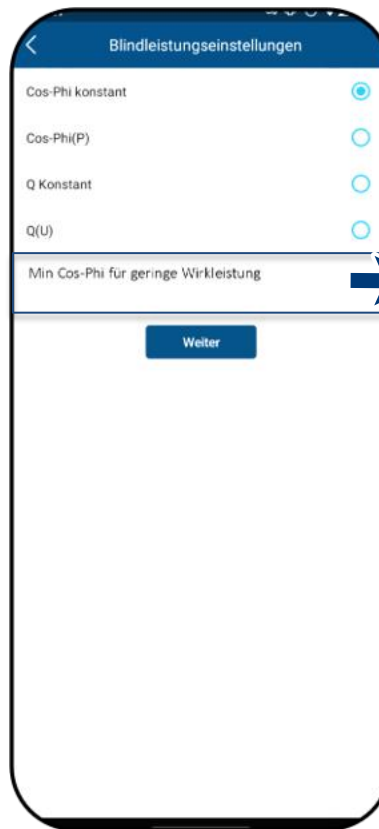 Blindleistungseinstellungen
Cos-Phi konstant
Cos-Phi(P)
Q Konstant
Q(U)
Min Cos-Phi für geringe Wirkleistung
Weiter